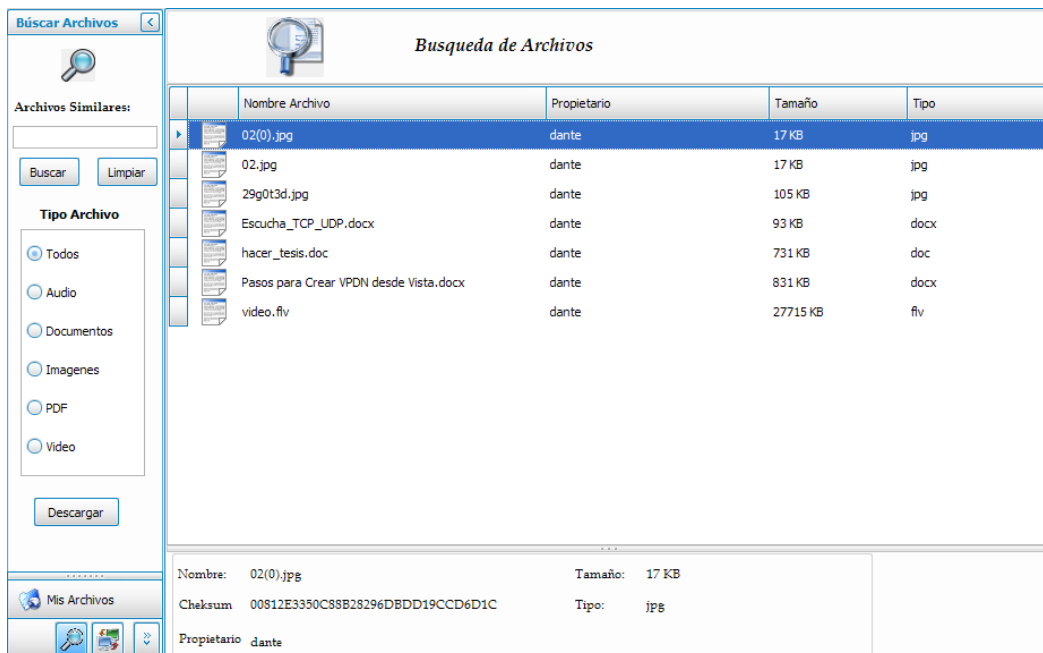 Búscar Archivos
Archivos Similares:
Buscar Limpiar
Tipo Archivo
Todos
Audio
Documentos
Imagenes
PDF
Video
Descargar
Mis Archivos
Busqueda de Archivos
Nombre Archivo Propietario Tamaño Tipo
02(0).jpg dante 17 KB jpg
02.jpg dante 17 KB jpg
29g0t3d.jpg dante 105 KB jpg
Escucha_TCP_UDP.docx dante 93 KB docx
hacer_tesis.doc dante 731 KB doc
Pasos para Crear VPDN desde Vista.docx dante 831 KB docx
video.flv dante 27715 KB flv
Nombre: 02(0).jpg Tamaño: 17 KB
Cheksum 00812E3350C88B28296DBDD19CCD6D1C Tipo: jpg
Propietario dante